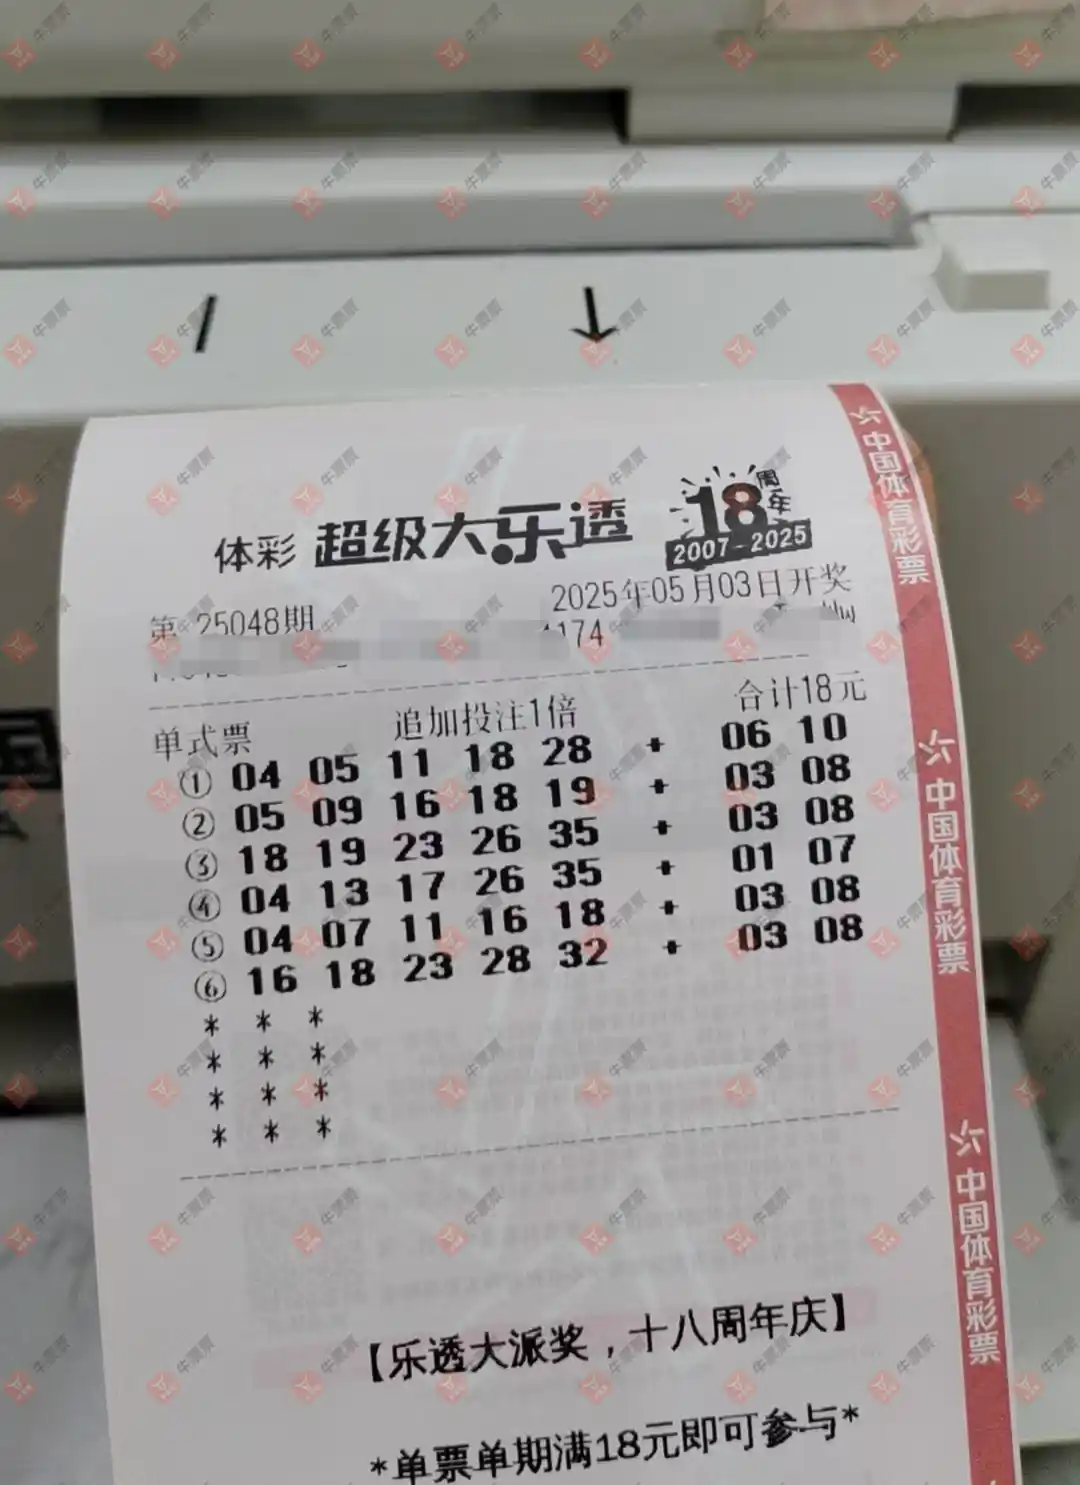 体彩 超级大乐透 18周年 2007-2025
第 25048期 2025年05月03日开奖
4174
单式票 追加投注1倍 合计18元
① 04 05 11 18 28 + 06 10
② 05 09 16 18 19 + 03 08
③ 18 19 23 26 35 + 03 08
④ 04 13 17 26 35 + 01 07
⑤ 04 07 11 16 18 + 03 08
⑥ 16 18 23 28 32 + 03 08
* * *
* * *
* * *
* * *
【乐透大派奖，十八周年庆】
*单票单期满18元即可参与*
中国体育彩票
中国体育彩票
中国体育彩票
牛票票